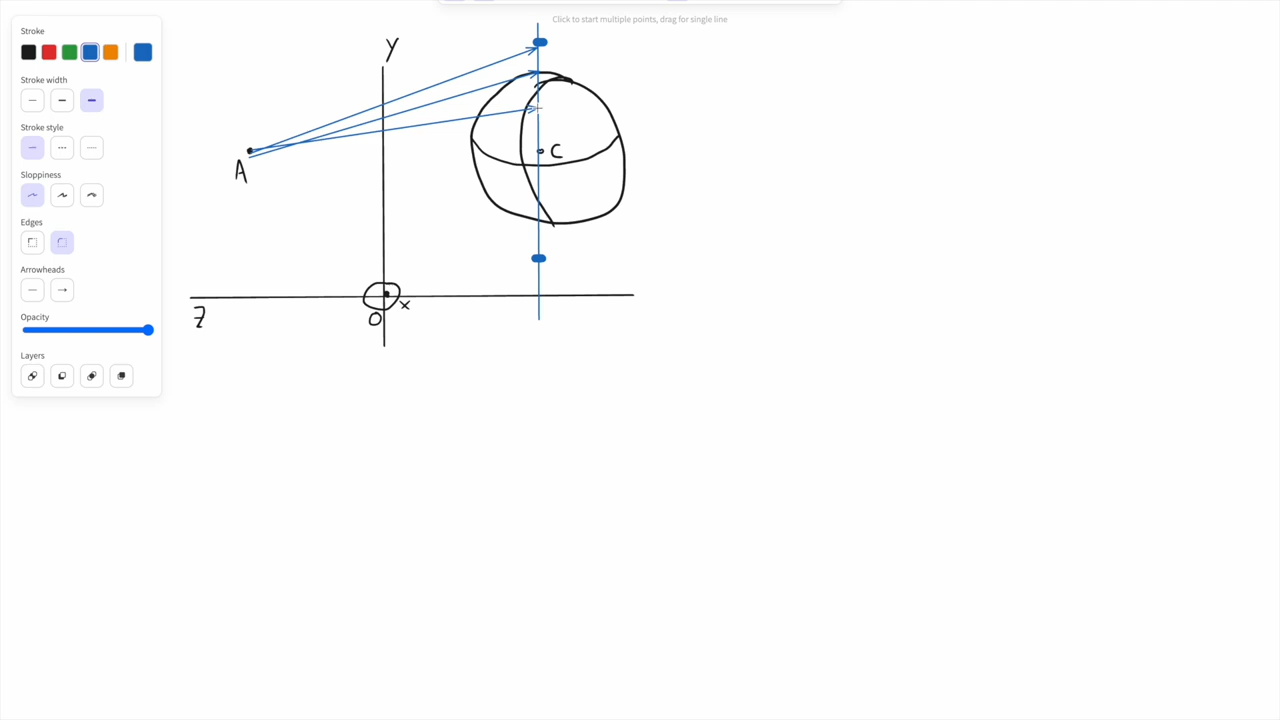 Click to start multiple points, drag for single line
Stroke
Stroke width
Stroke style
Sloppiness
Edges
Arrowheads
Opacity
Layers
Y
A
C
Z
O
x